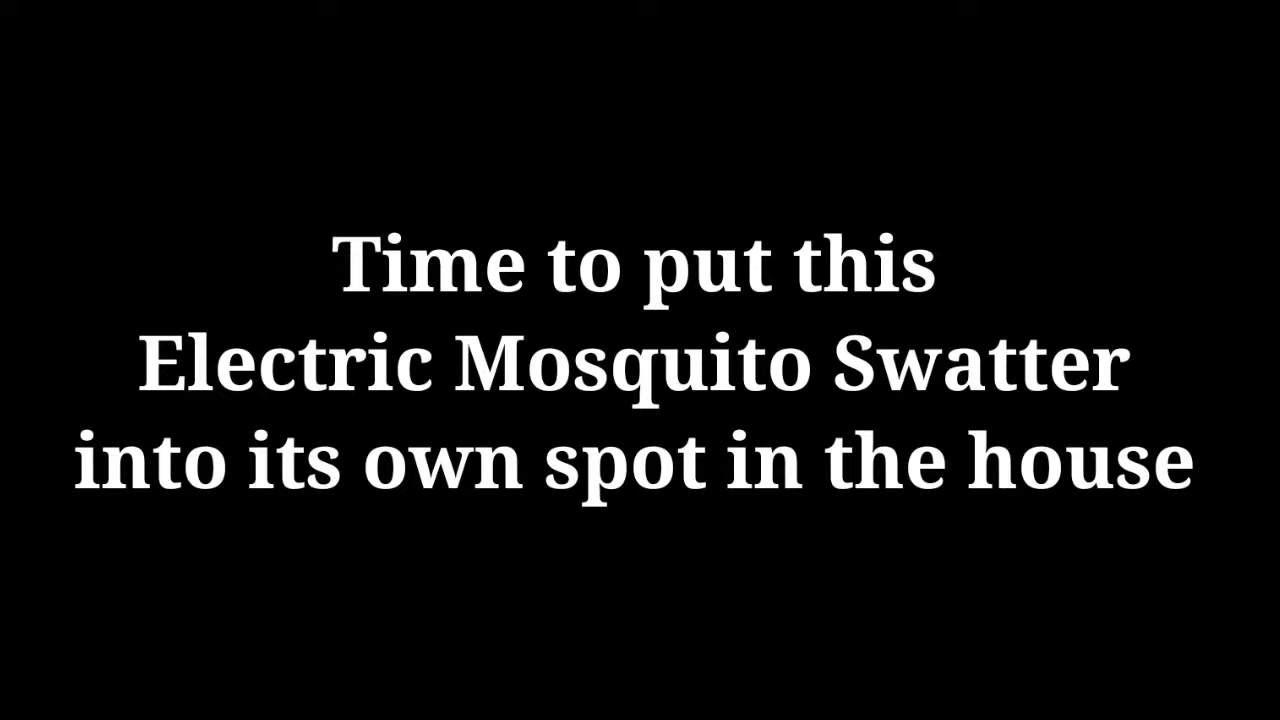 Time to put this
Electric Mosquito Swatter
into its own spot in the house